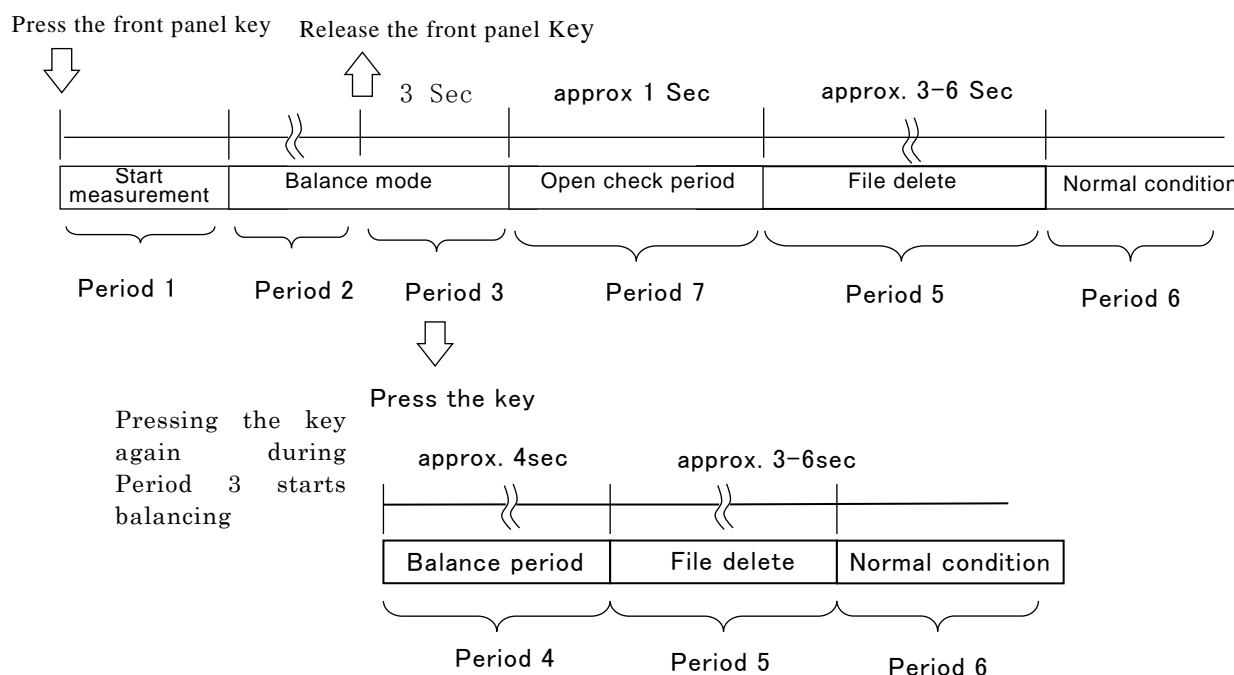 Press the front panel key
Release the front panel Key
3 Sec
approx 1 Sec
approx. 3-6 Sec
Start
measurement
Balance mode
Open check period
File delete
Normal condition
Period 1
Period 2
Period 3
Period 7
Period 5
Period 6
Press the key
Pressing the key
again during
Period 3 starts
balancing
approx. 4sec
approx. 3-6sec
Balance period
File delete
Normal condition
Period 4
Period 5
Period 6